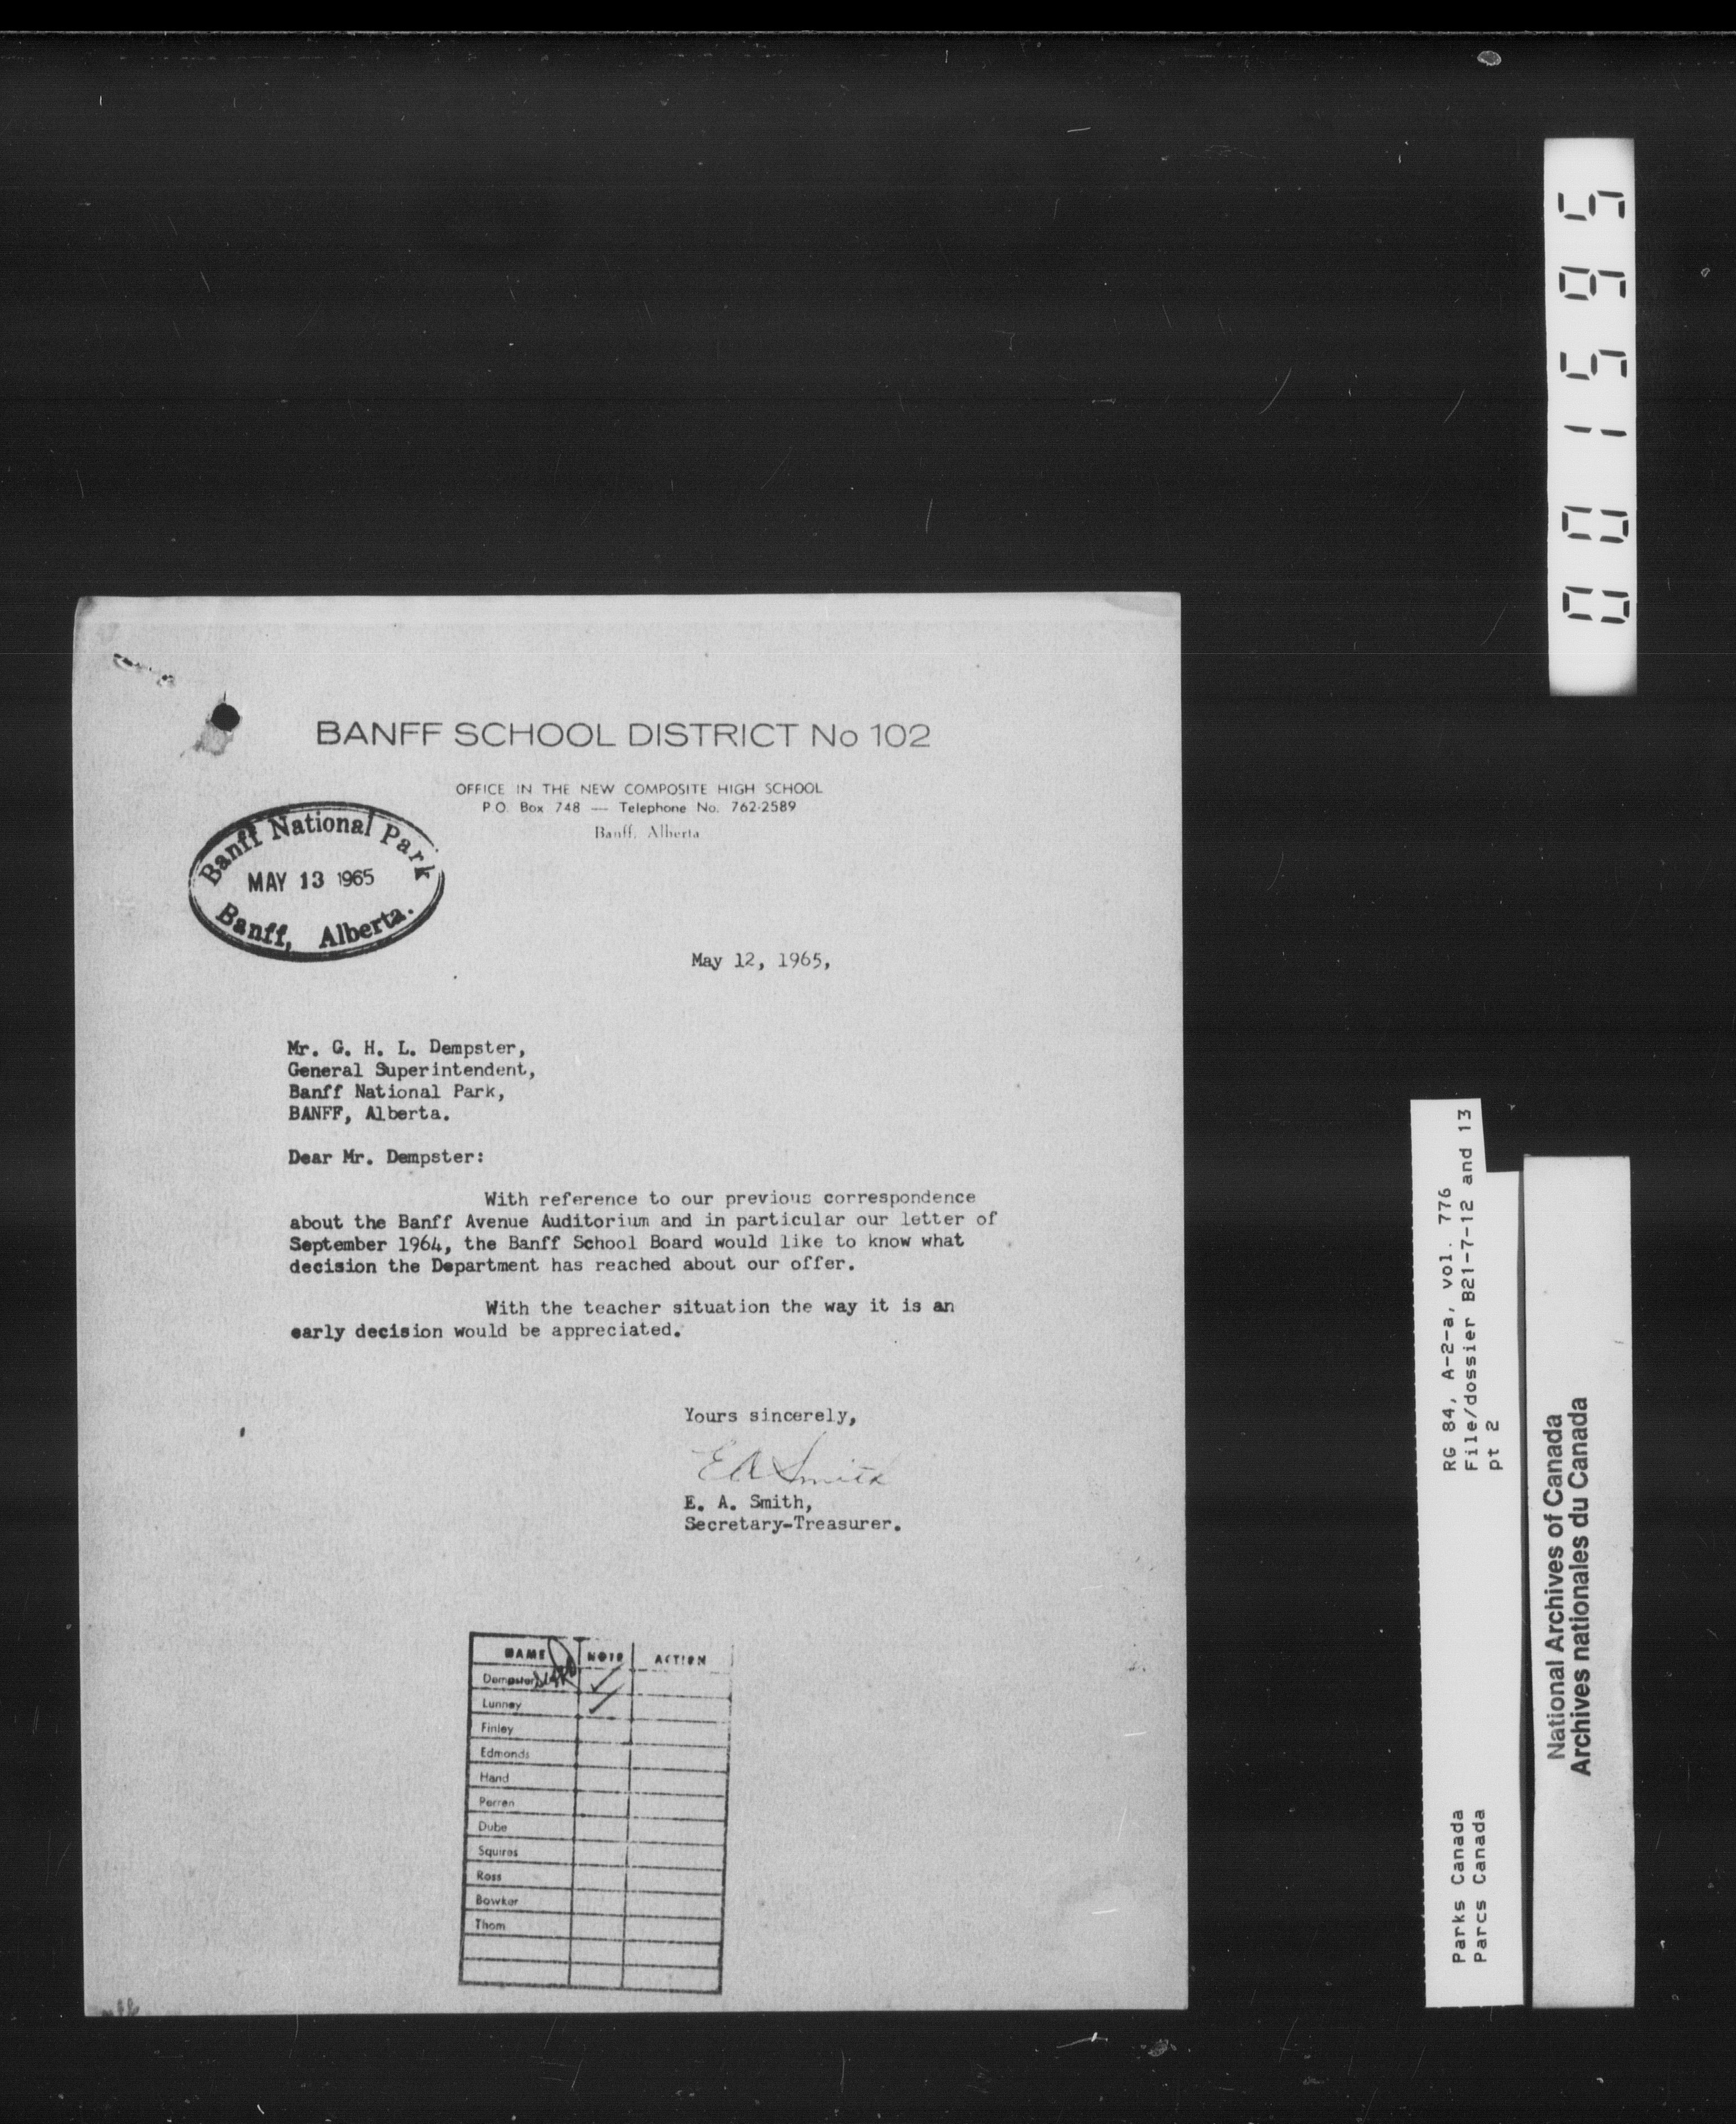 BANFF SCHOOL DISTRICT No 102
OFFICE IN THE NEW COMPOSITE HIGH SCHOOL
P.O. Box 748 — Telephone No. 762-2589
Banff, Alberta
Banff National Park
MAY 13 1965
Banff, Alberta.
May 12, 1965,
Mr. G. H. L. Dempster,
General Superintendent,
Banff National Park,
BANFF, Alberta.
Dear Mr. Dempster:
With reference to our previous correspondence
about the Banff Avenue Auditorium and in particular our letter of
September 1964, the Banff School Board would like to know what
decision the Department has reached about our offer.
With the teacher situation the way it is an
early decision would be appreciated.
Yours sincerely,
E A Smith
E. A. Smith,
Secretary-Treasurer.
NAME NOTE ACTION
Dempster
Lunney
Finley
Edmonds
Hand
Perren
Dube
Squires
Ross
Bowker
Thom
001595
RG 84, A-2-a, vol. 776
File/dossier B21-7-12 and 13
pt 2
Parks Canada
Parcs Canada
National Archives of Canada
Archives nationales du Canada